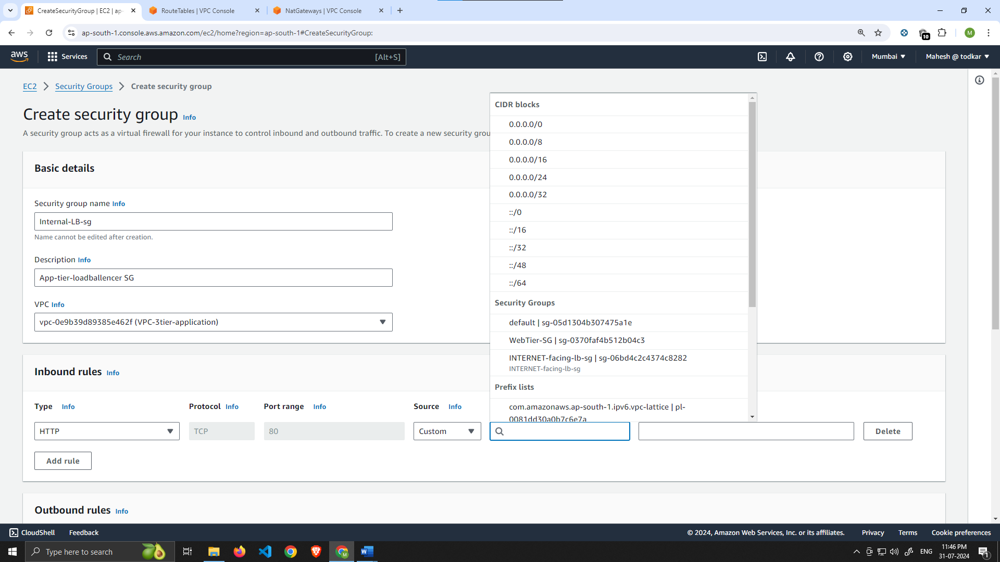 CreateSecurityGroup | EC2 | ap-
RouteTables | VPC Console
NatGateways | VPC Console
ap-south-1.console.aws.amazon.com/ec2/home?region=ap-south-1#CreateSecurityGroup:
10
M
aws
Services
Search
[Alt+S]
Mumbai
Mahesh @ todkar
EC2
Security Groups
Create security group
Create security group Info
A security group acts as a virtual firewall for your instance to control inbound and outbound traffic. To create a new security grou
Basic details
Security group name Info
Internal-LB-sg
Name cannot be edited after creation.
Description Info
App-tier-loadballencer SG
VPC Info
vpc-0e9b39d89385e462f (VPC-3tier-application)
CIDR blocks
0.0.0.0/0
0.0.0.0/8
0.0.0.0/16
0.0.0.0/24
0.0.0.0/32
::/0
::/16
::/32
::/48
::/64
Security Groups
default | sg-05d1304b307475a1e
WebTier-SG | sg-0370faf4b512b04c3
INTERNET-facing-lb-sg | sg-06bd4c2c4374c8282
INTERNET-facing-lb-sg
Prefix lists
com.amazonaws.ap-south-1.ipv6.vpc-lattice | pl-
0081dd30a0b7c6e7a
Inbound rules Info
Type Info
Protocol Info
Port range Info
Source Info
HTTP
TCP
80
Custom
Delete
Add rule
Outbound rules Info
CloudShell
Feedback
© 2024, Amazon Web Services, Inc. or its affiliates.
Privacy
Terms
Cookie preferences
Type here to search
M
W
ENG
11:46 PM
31-07-2024
1